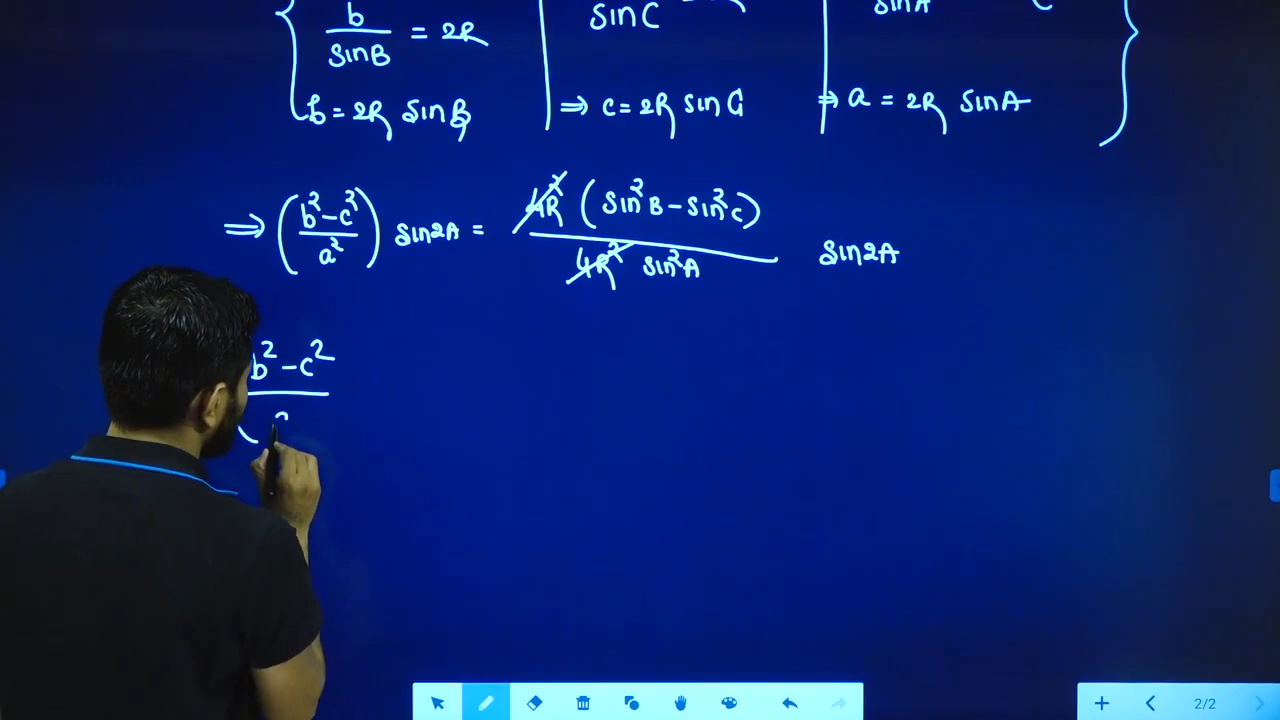 b/SinB = 2R
SinC
SinA
b = 2R SinB
⇒ c = 2R SinC
⇒ a = 2R SinA
⇒ ((b²-c²)/a²) Sin2A = 4R² (Sin²B - Sin²C) / 4R² Sin²A Sin2A
b² - c²
2/2